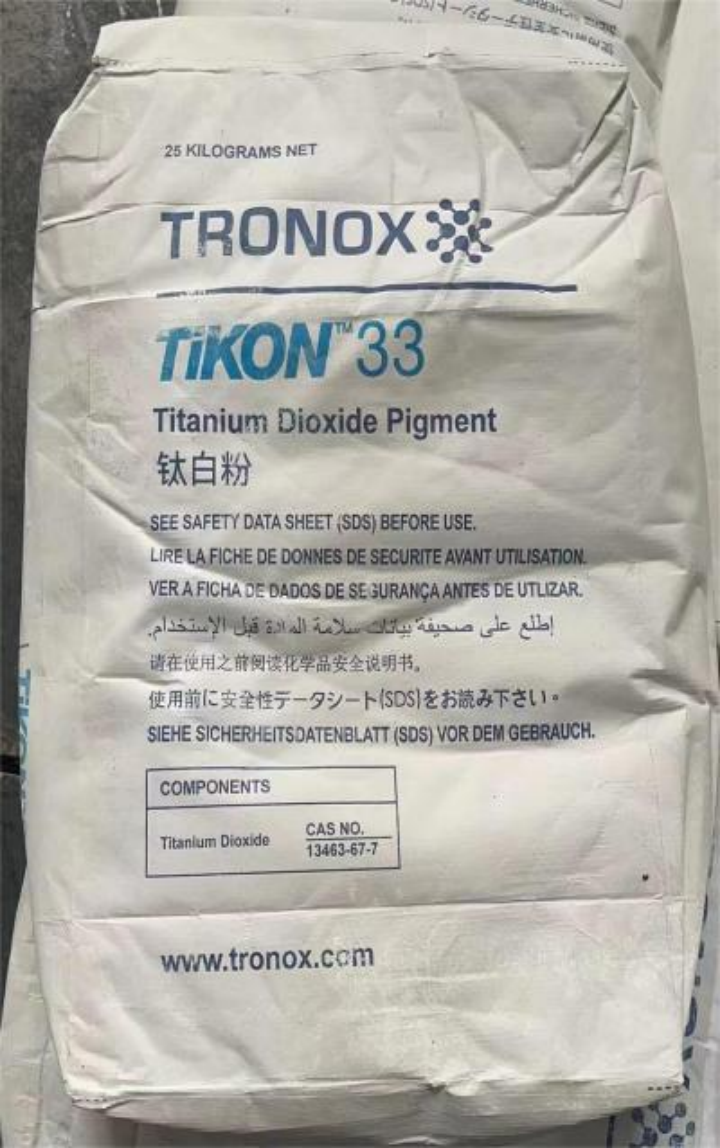 25 KILOGRAMS NET
TRONOX
TiKON™ 33
Titanium Dioxide Pigment
钛白粉
SEE SAFETY DATA SHEET (SDS) BEFORE USE.
LIRE LA FICHE DE DONNES DE SECURITE AVANT UTILISATION.
VER A FICHA DE DADOS DE SEGURANÇA ANTES DE UTLIZAR.
إطلع على صحيفة بيانات سلامة المادة قبل الإستخدام.
请在使用之前阅读化学品安全说明书。
使用前に安全性データシート(SDS)をお読み下さい。
SIEHE SICHERHEITSDATENBLATT (SDS) VOR DEM GEBRAUCH.
COMPONENTS
Titanium Dioxide
CAS NO.
13463-67-7
www.tronox.com
TiKON